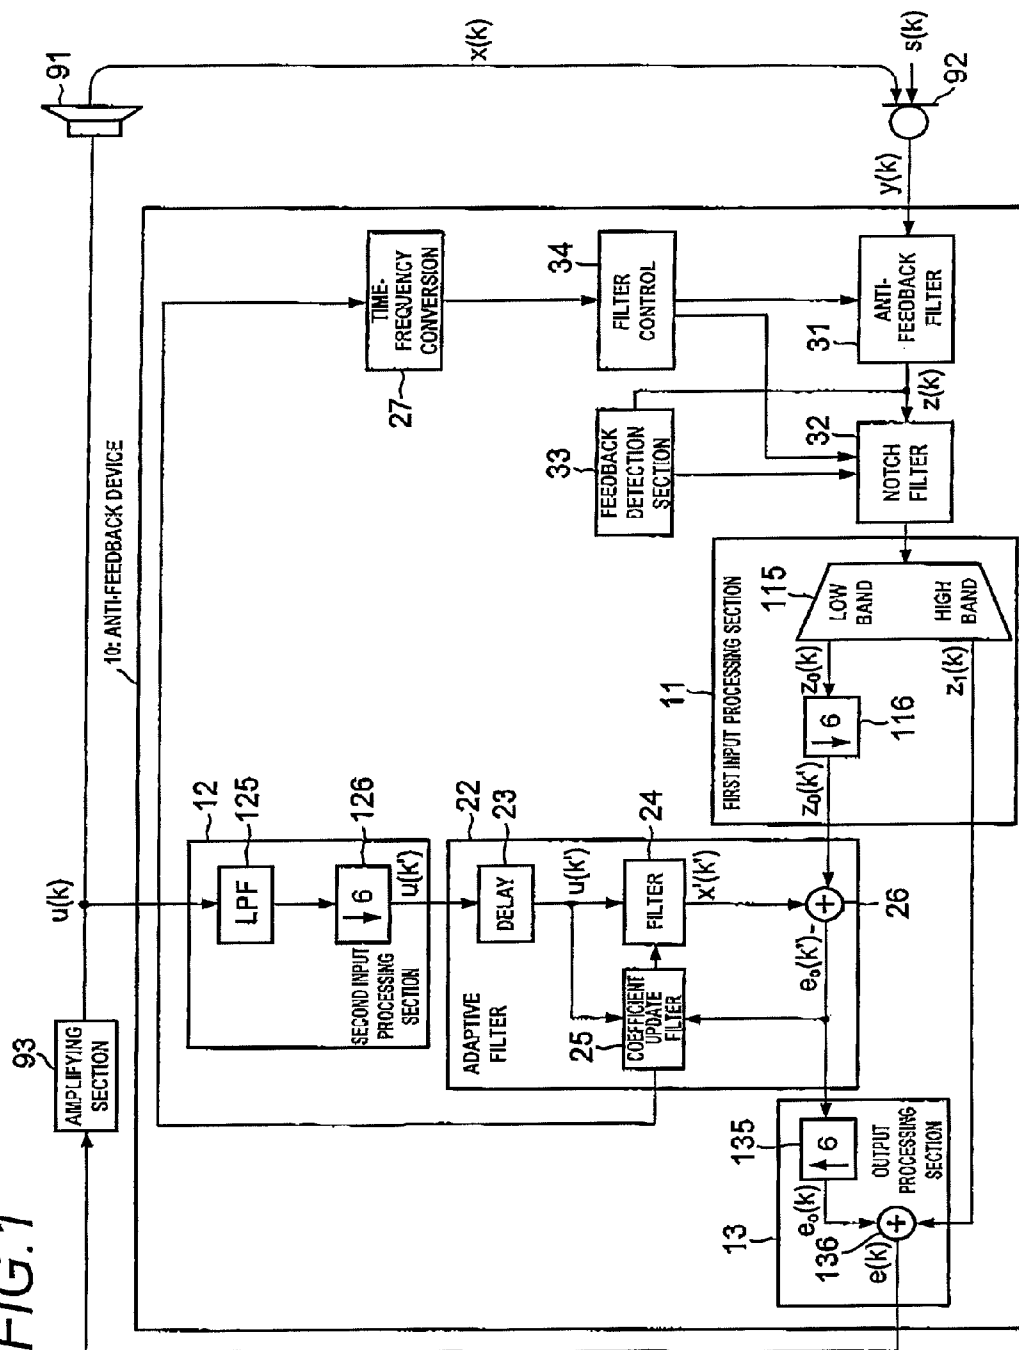 FIG. 1
93
AMPLIFYING
SECTION
u(k)
91
x(k)
10: ANTI-FEEDBACK DEVICE
12
125
LPF
126
↓ 6
SECOND INPUT
PROCESSING
SECTION
u(k')
22
23
DELAY
u(k')
24
FILTER
x'(k')
25
COEFFICIENT
UPDATE
FILTER
ADAPTIVE
FILTER
26
+
-
e₀(k')
TIME-
FREQUENCY
CONVERSION
27
34
FILTER
CONTROL
33
FEEDBACK
DETECTION
SECTION
s(k)
92
y(k)
31
ANTI-
FEEDBACK
FILTER
z(k)
32
NOTCH
FILTER
11
FIRST INPUT PROCESSING SECTION
115
LOW
BAND
HIGH
BAND
z₀(k)
z₁(k)
↓ 6
116
z₀(k')
13
135
↑ 6
OUTPUT
PROCESSING
SECTION
e₀(k)
+
136
e(k)